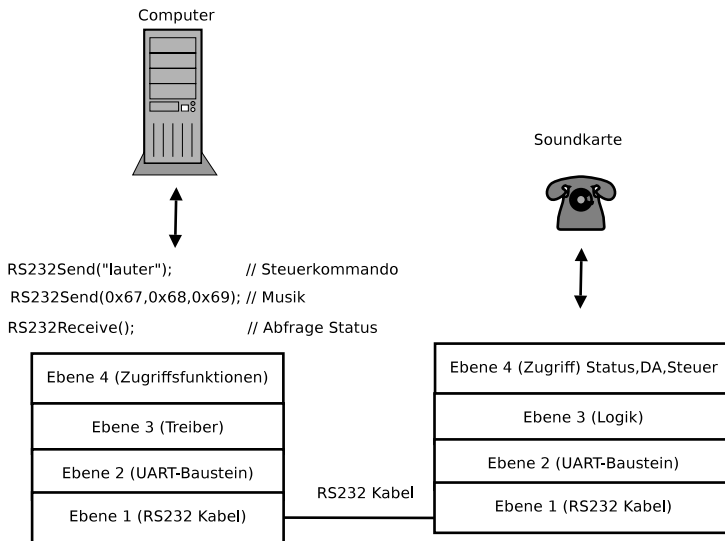 Computer
Soundkarte
RS232Send("lauter"); // Steuerkommando
RS232Send(0x67,0x68,0x69); // Musik
RS232Receive(); // Abfrage Status
Ebene 4 (Zugriffsfunktionen)
Ebene 3 (Treiber)
Ebene 2 (UART-Baustein)
Ebene 1 (RS232 Kabel)
RS232 Kabel
Ebene 4 (Zugriff) Status,DA,Steuer
Ebene 3 (Logik)
Ebene 2 (UART-Baustein)
Ebene 1 (RS232 Kabel)